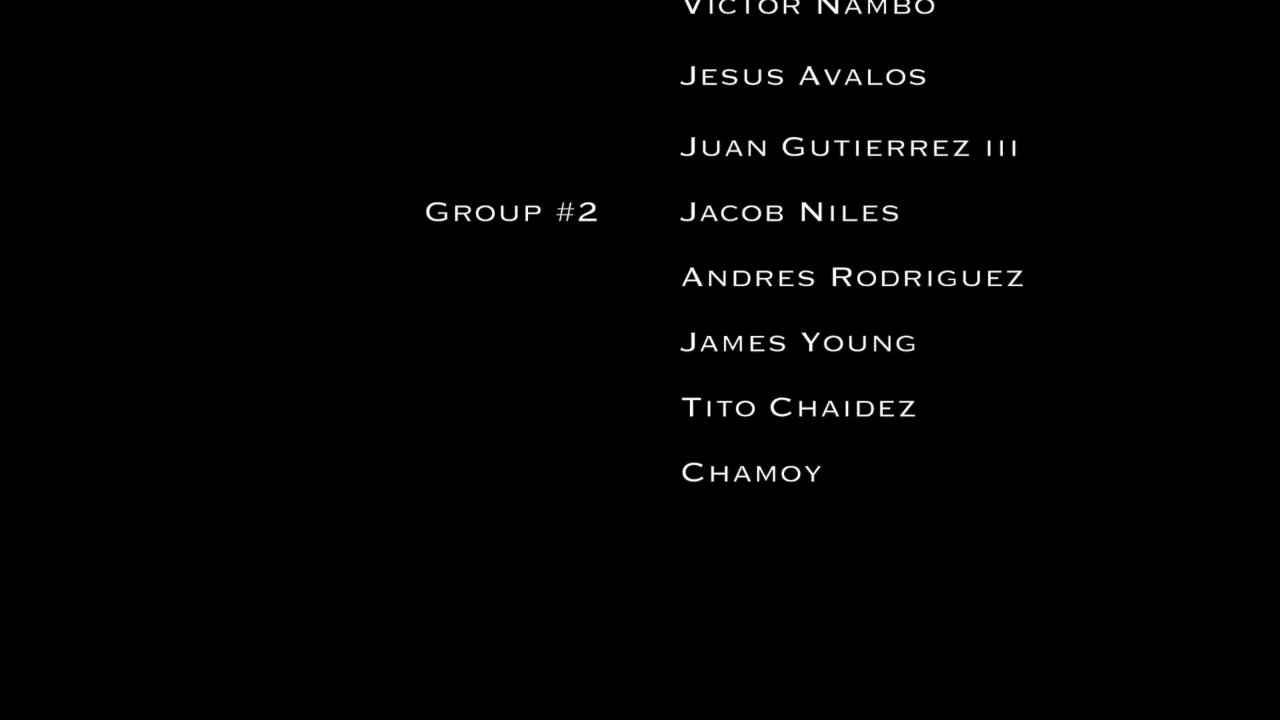 Victor Nambo
Jesus Avalos
Juan Gutierrez III
Group #2 Jacob Niles
Andres Rodriguez
James Young
Tito Chaidez
Chamoy